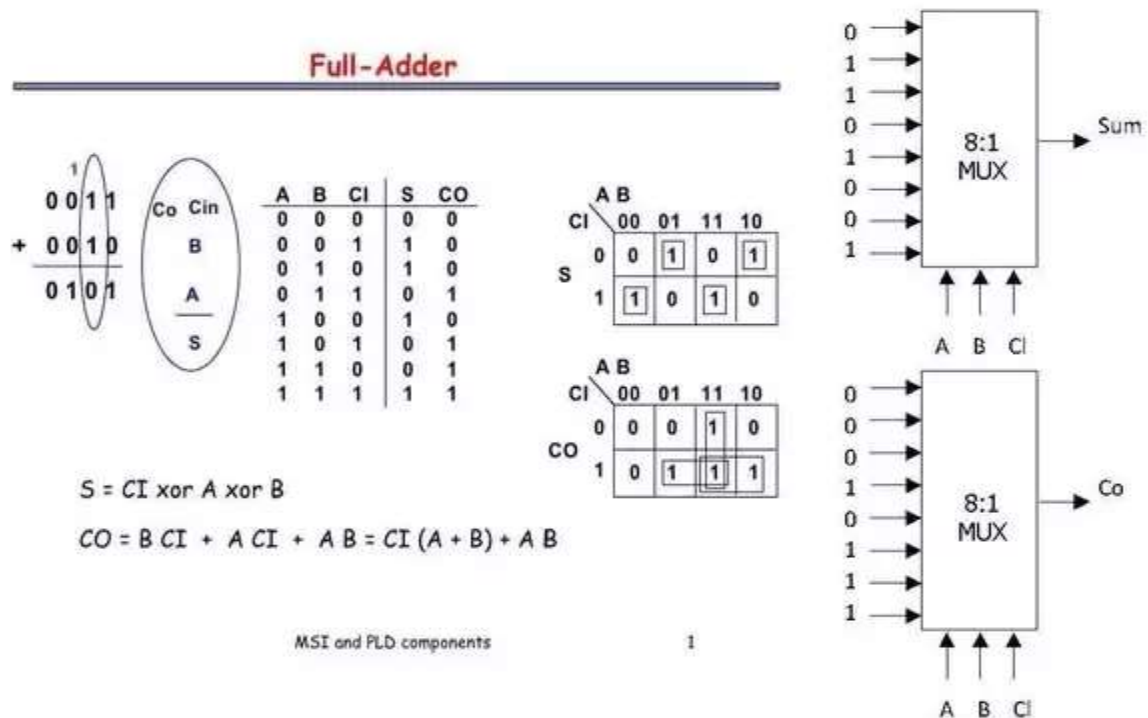 Full-Adder
1
0 0 1 1
+ 0 0 1 0
0 1 0 1
Co Cin
B
A
S
A B CI S CO
0 0 0 0 0
0 0 1 1 0
0 1 0 1 0
0 1 1 0 1
1 0 0 1 0
1 0 1 0 1
1 1 0 0 1
1 1 1 1 1
A B
CI 00 01 11 10
0 0 1 0 1
S
1 1 0 1 0
A B
CI 00 01 11 10
0 0 0 1 0
CO
1 0 1 1 1
S = CI xor A xor B
CO = B CI + A CI + A B = CI (A + B) + A B
MSI and PLD components 1
0
1
1
0
1
0
0
1
8:1
MUX
Sum
A B CI
0
0
0
1
0
1
1
1
8:1
MUX
Co
A B CI